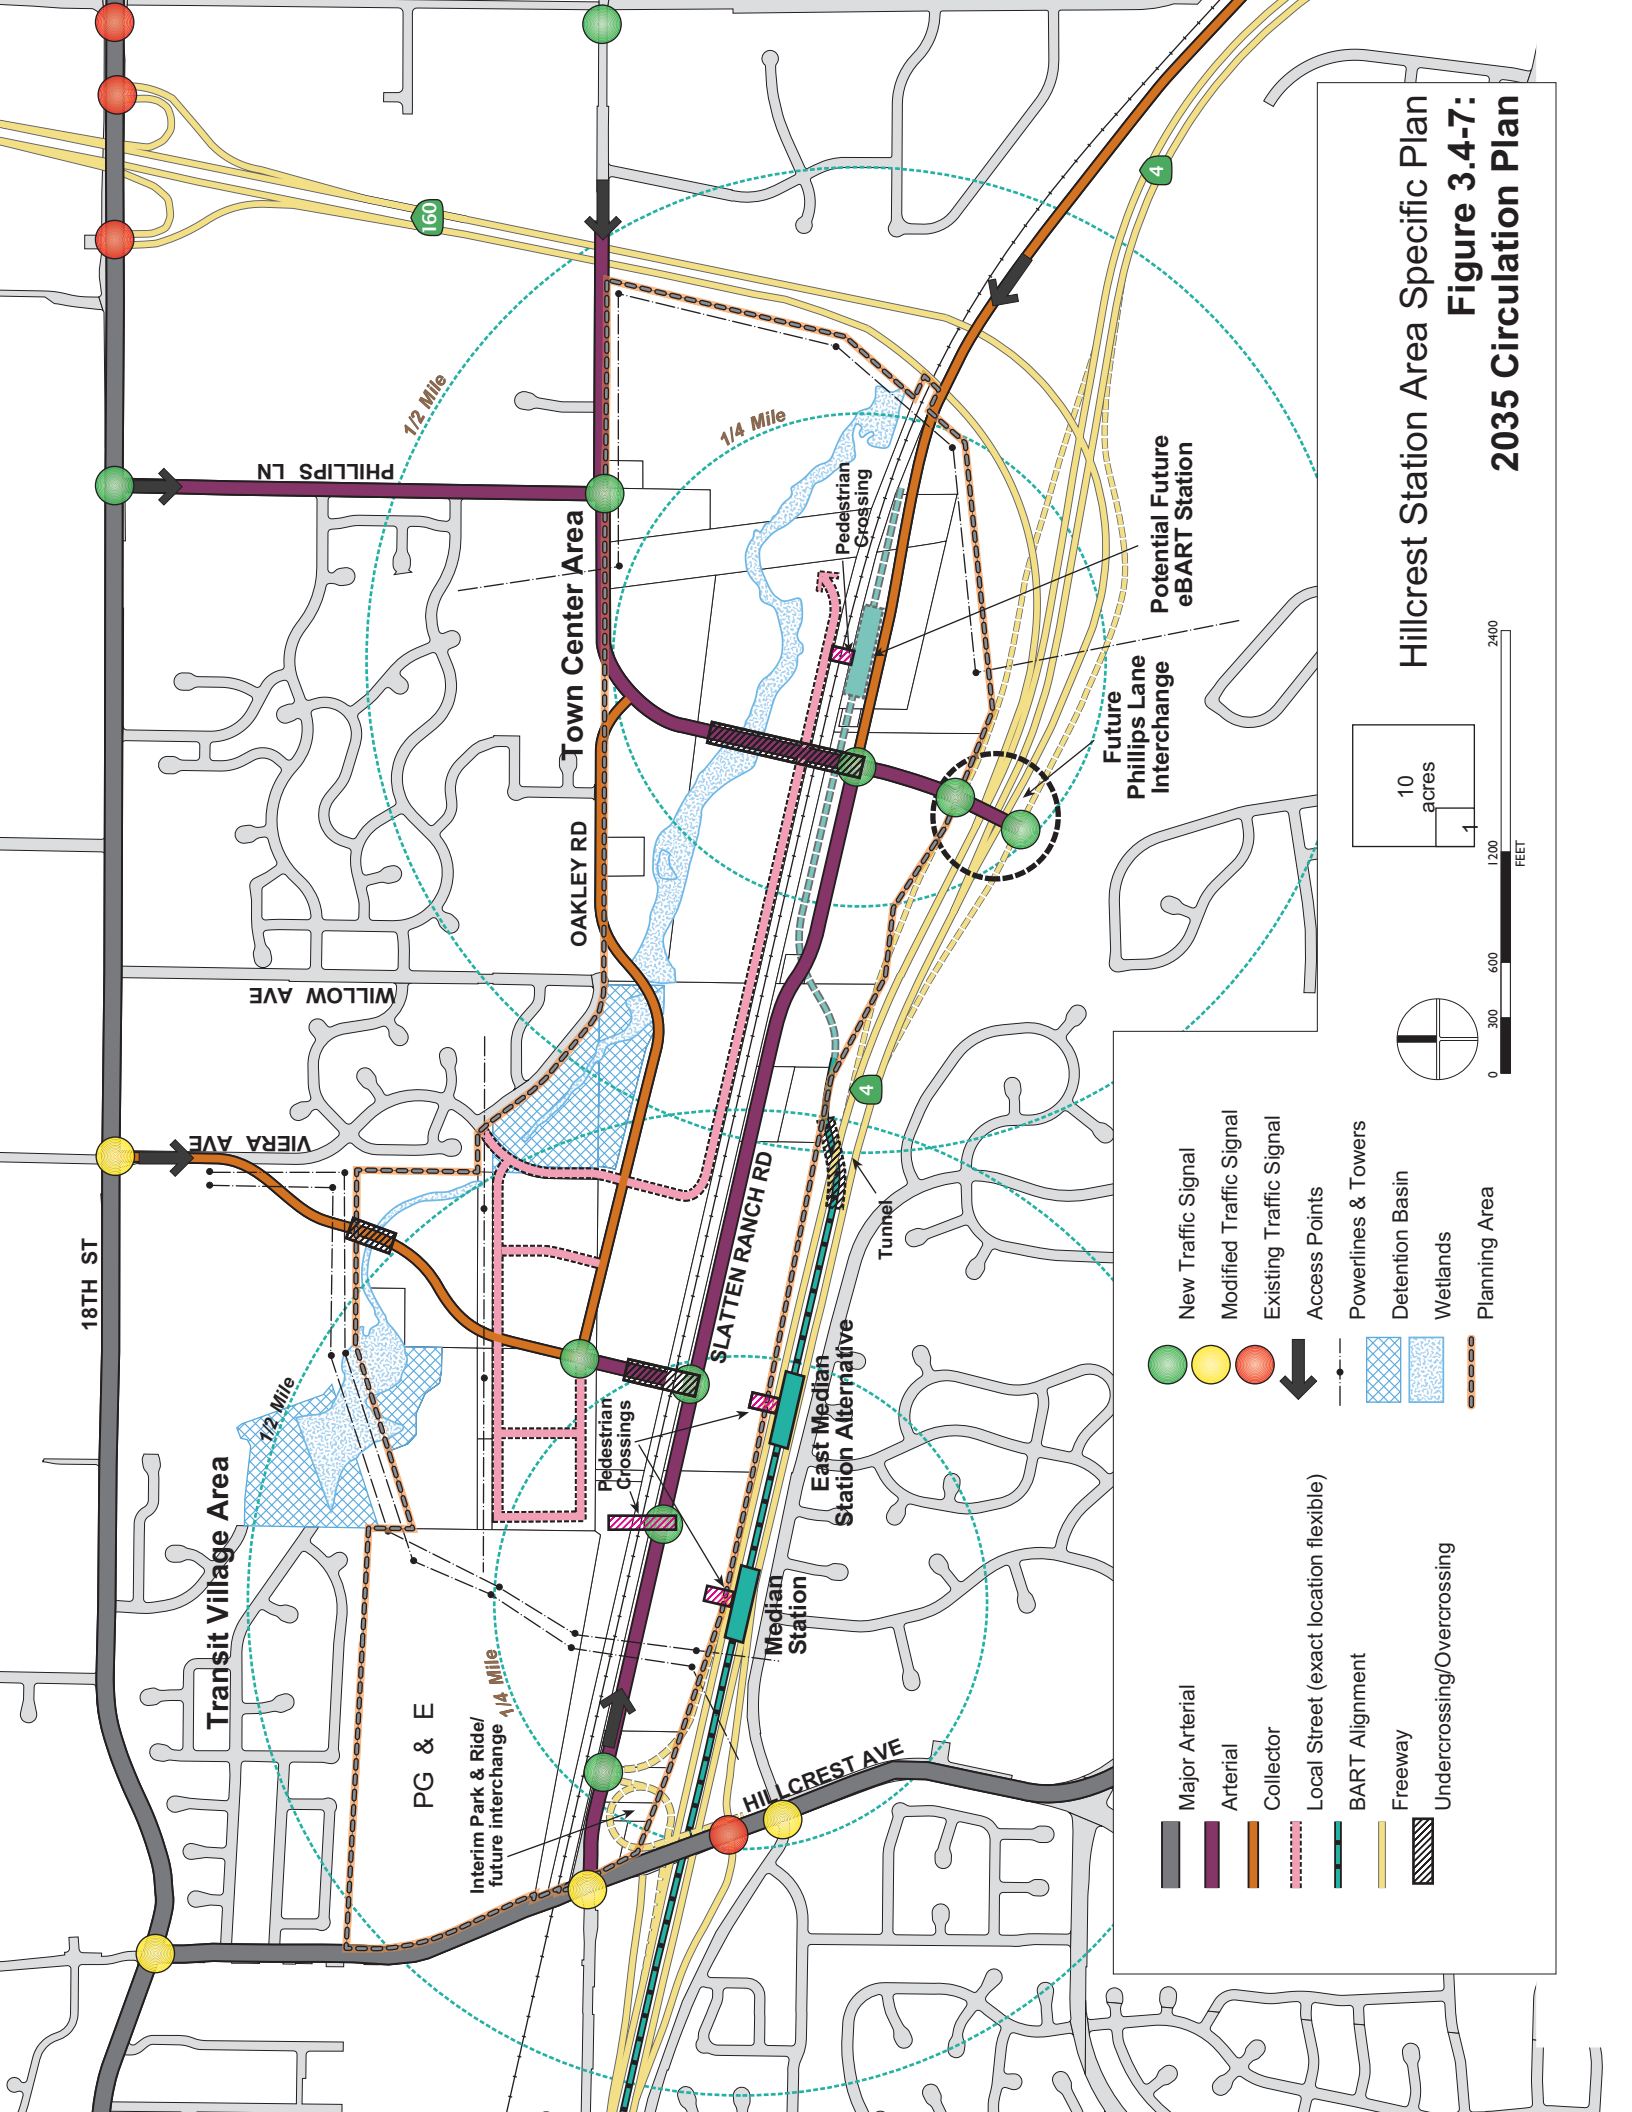 18TH ST
PHILLIPS LN
WILLOW AVE
VIERA AVE
OAKLEY RD
SLATTEN RANCH RD
HILLCREST AVE
160
4
4
1/2 Mile
1/4 Mile
1/2 Mile
1/4 Mile
Town Center Area
Transit Village Area
PG & E
Interim Park & Ride/
future interchange
Pedestrian
Crossings
Pedestrian
Crossing
Potential Future
eBART Station
Future
Phillips Lane
Interchange
Tunnel
East Median
Station Alternative
Median
Station
Major Arterial
Arterial
Collector
Local Street (exact location flexible)
BART Alignment
Freeway
Undercrossing/Overcrossing
New Traffic Signal
Modified Traffic Signal
Existing Traffic Signal
Access Points
Powerlines & Towers
Detention Basin
Wetlands
Planning Area
0 300 600 1200 2400
FEET
10
acres
1
Hillcrest Station Area Specific Plan
Figure 3.4-7:
2035 Circulation Plan